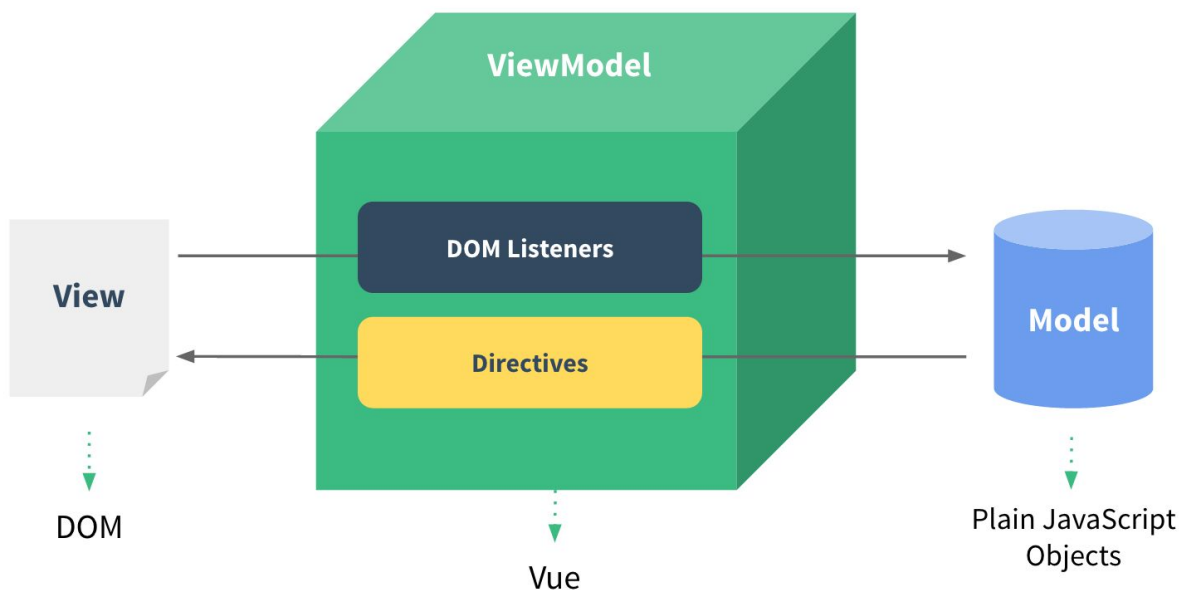 ViewModel
DOM Listeners
View
Model
Directives
DOM
Plain JavaScript
Objects
Vue